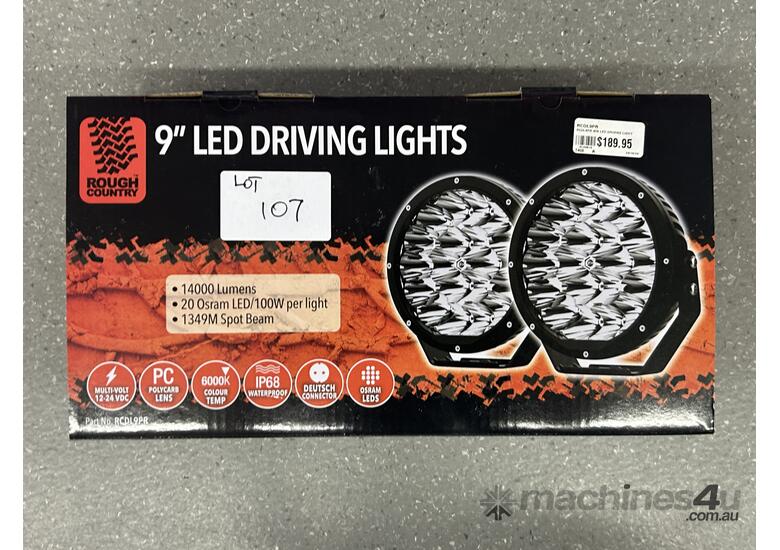 ROUGH
COUNTRY
9” LED DRIVING LIGHTS
RCDL9PR
$189.95
LOT
107
• 14000 Lumens
• 20 Osram LED/100W per light
• 1349M Spot Beam
MULTI-VOLT
12-24 VDC
PC
POLYCARB
LENS
6000K
COLOUR
TEMP
IP68
WATERPROOF
DEUTSCH
CONNECTOR
OSRAM
LEDS
Part No. RCDL9PR
machines4u
.com.au